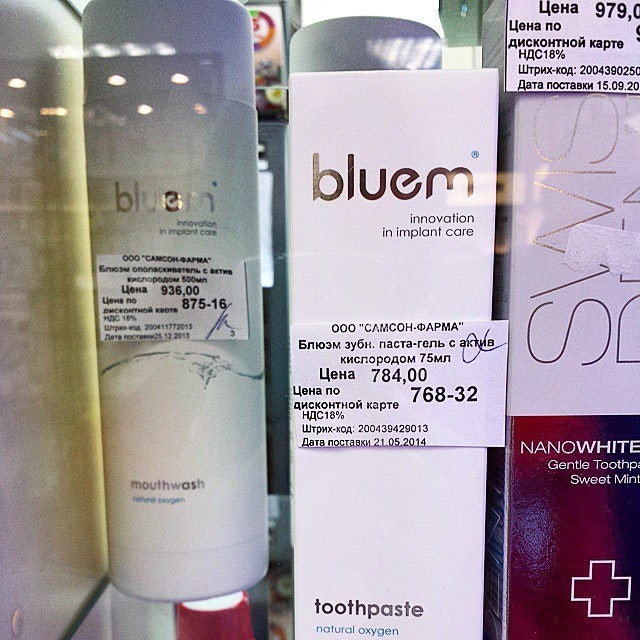 bluem
innovation
in implant care
ООО "САМСОН-ФАРМА"
Блюэм ополаскиватель с актив
кислородом 500мл
Цена 936,00
Цена по
дисконтной карте 875-16
НДС 18%
Штрих-код: 200411772013
Дата поставки25.12.2013
3
mouthwash
natural oxygen
bluem®
innovation
in implant care
ООО "САМСОН-ФАРМА"
Блюэм зубн. паста-гель с актив
кислородом 75мл
Цена 784,00
Цена по
дисконтной карте 768-32
НДС18%
Штрих-код: 200439429013
Дата поставки 21.05.2014
toothpaste
natural oxygen
Цена 979,0
Цена по
дисконтной карте
НДС18%
Штрих-код: 2004390250
Дата поставки 15.09.20
SWISS
NANOWHITE
Gentle Toothpa
Sweet Mint